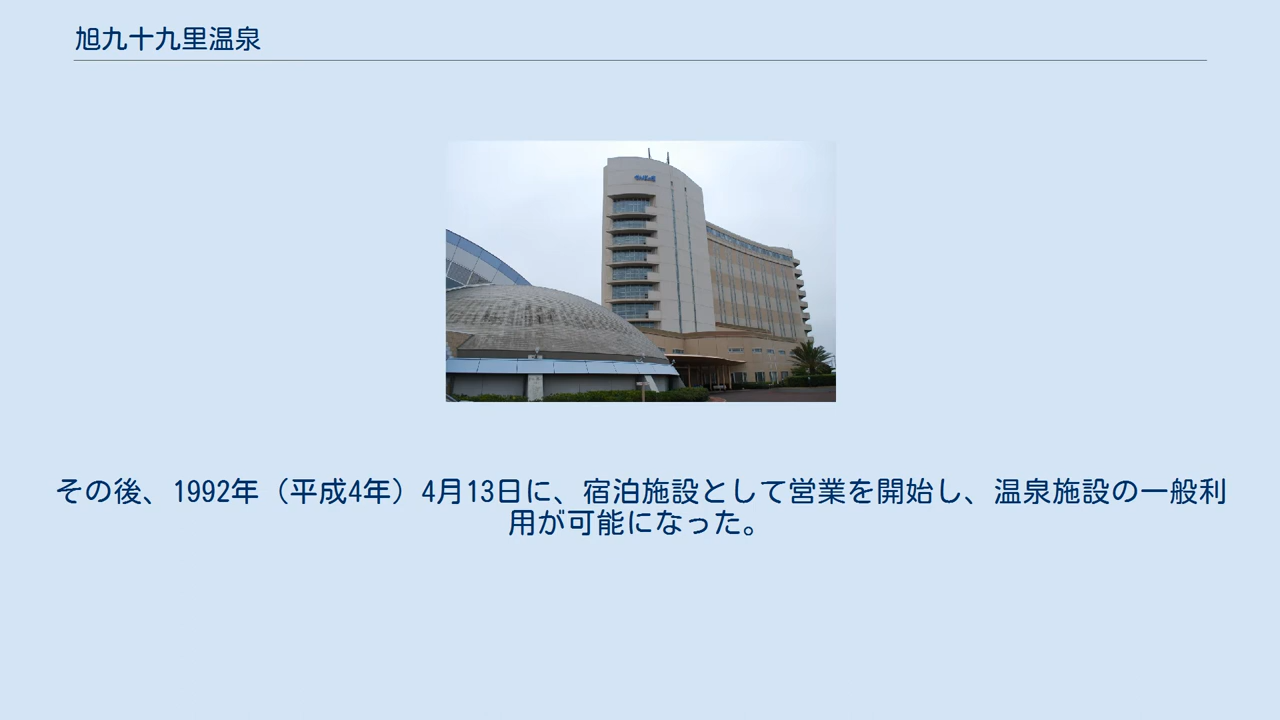 旭九十九里温泉
その後、1992年（平成4年）4月13日に、宿泊施設として営業を開始し、温泉施設の一般利
用が可能になった。